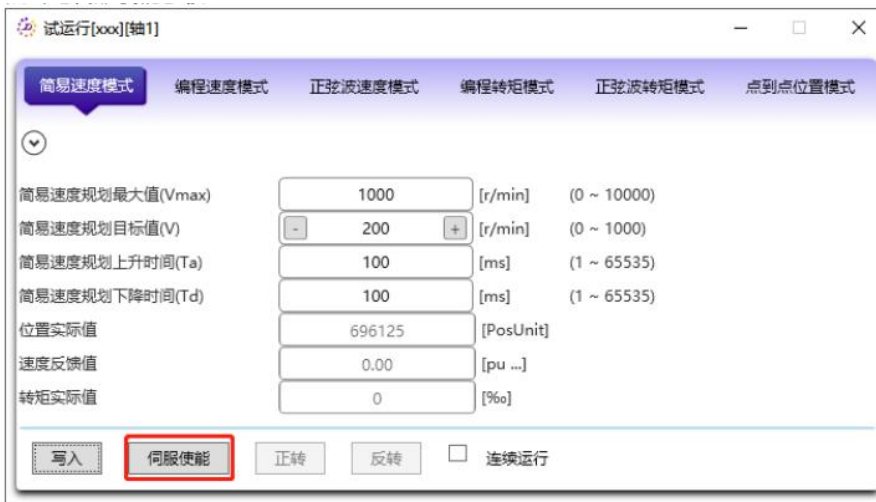 试运行[xxx][轴1]
简易速度模式 编程速度模式 正弦波速度模式 编程转矩模式 正弦波转矩模式 点到点位置模式
简易速度规划最大值(Vmax) 1000 [r/min] (0 ~ 10000)
简易速度规划目标值(V) - 200 + [r/min] (0 ~ 1000)
简易速度规划上升时间(Ta) 100 [ms] (1 ~ 65535)
简易速度规划下降时间(Td) 100 [ms] (1 ~ 65535)
位置实际值 696125 [PosUnit]
速度反馈值 0.00 [pu ...]
转矩实际值 0 [‰]
写入 伺服使能 正转 反转 连续运行